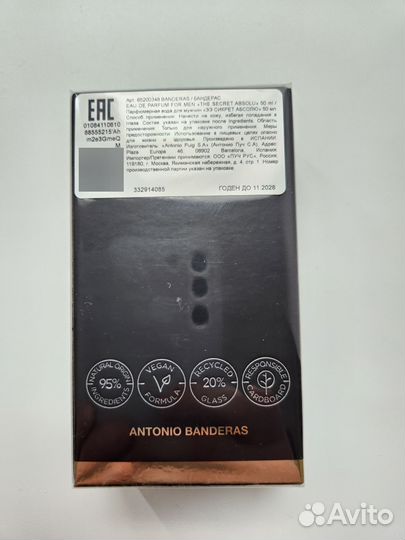 EAC
01084110610
88555215!Ah
m2e3GmeQ
M
Арт. 65200348 BANDERAS / БАНДЕРАС
EAU DE PARFUM FOR MEN «THE SECRET ABSOLU» 50 ml /
Парфюмерная вода для мужчин «ЗЭ СИКРЕТ АБСОЛЮ» 50 мл
Способ применения: Нанести на кожу, избегая попадания в
глаза. Состав: указан на упаковке после Ingredients. Область
применения: Только для наружного применения. Меры
предосторожности: Использование в пищевых целях опасно
для жизни и здоровья. Произведено в ИСПАНИИ
Изготовитель: «Antonio Puig S.A» (Антонио Пуч С.А). Адрес:
Plaza Europa 46, 08902 Barcelona, Испания
Импортер/Претензии принимаются: ООО «ПУЧ РУС», Россия,
119180, г. Москва, Якиманская набережная, д. 4, стр. 1. Номер
производственной партии указан на упаковке.
332914085 ГОДЕН ДО 11.2028
NATURAL ORIGIN 95% INGREDIENTS
VEGAN FORMULA
RECYCLED 20% GLASS
RESPONSIBLE CARDBOARD
ANTONIO BANDERAS
Avito